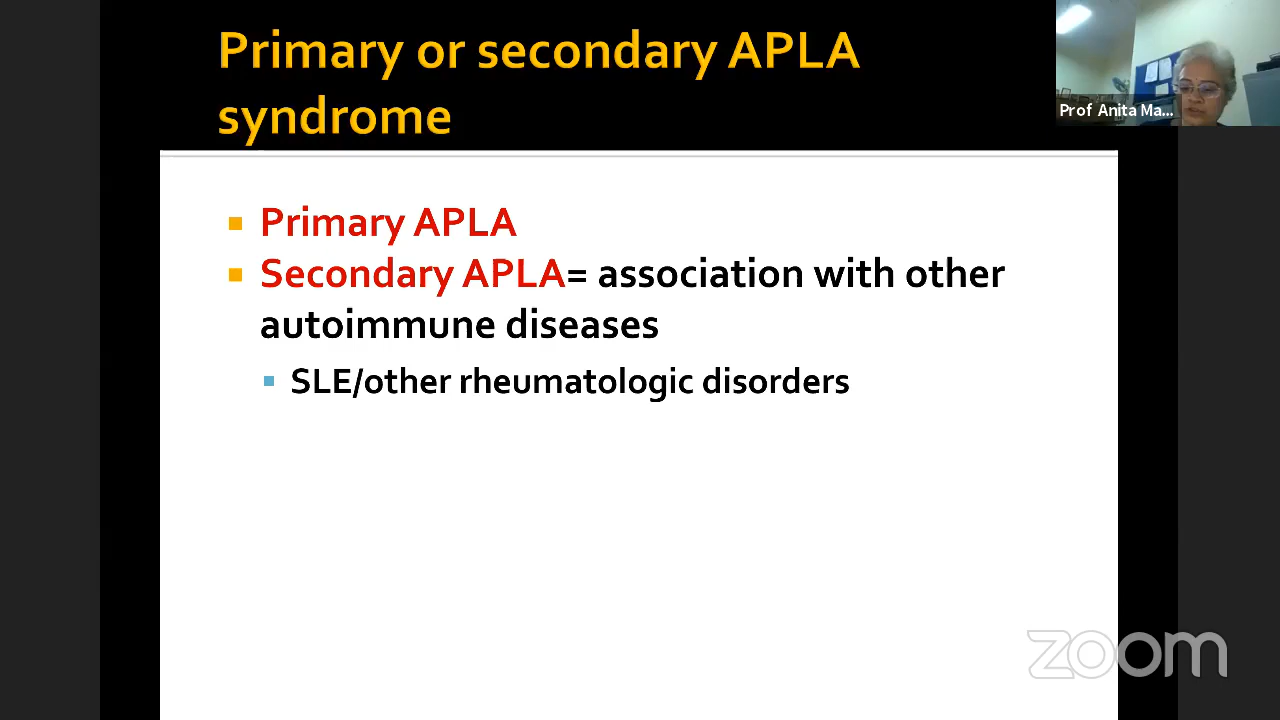 Primary or secondary APLA
syndrome
Prof Anita Ma...
Primary APLA
Secondary APLA= association with other
autoimmune diseases
SLE/other rheumatologic disorders
zoom